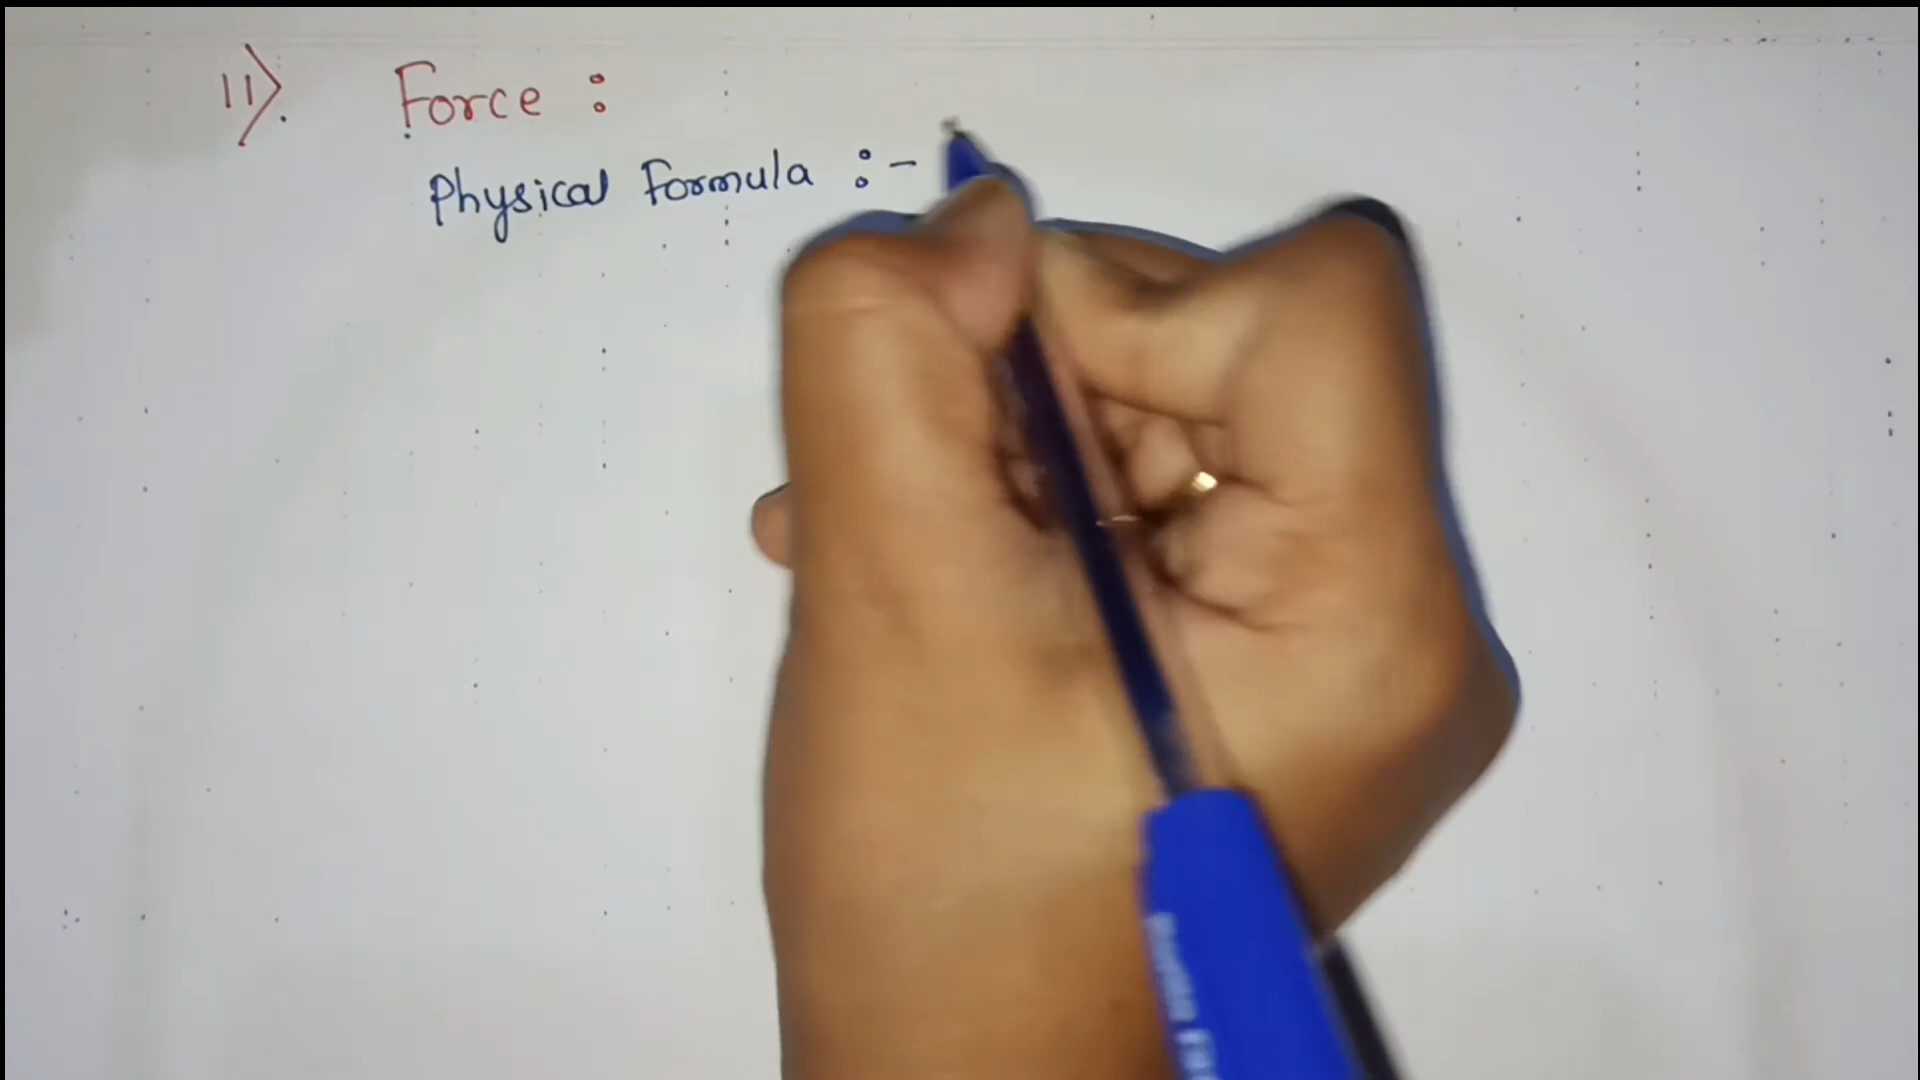 11). Force :
Physical Formula :-